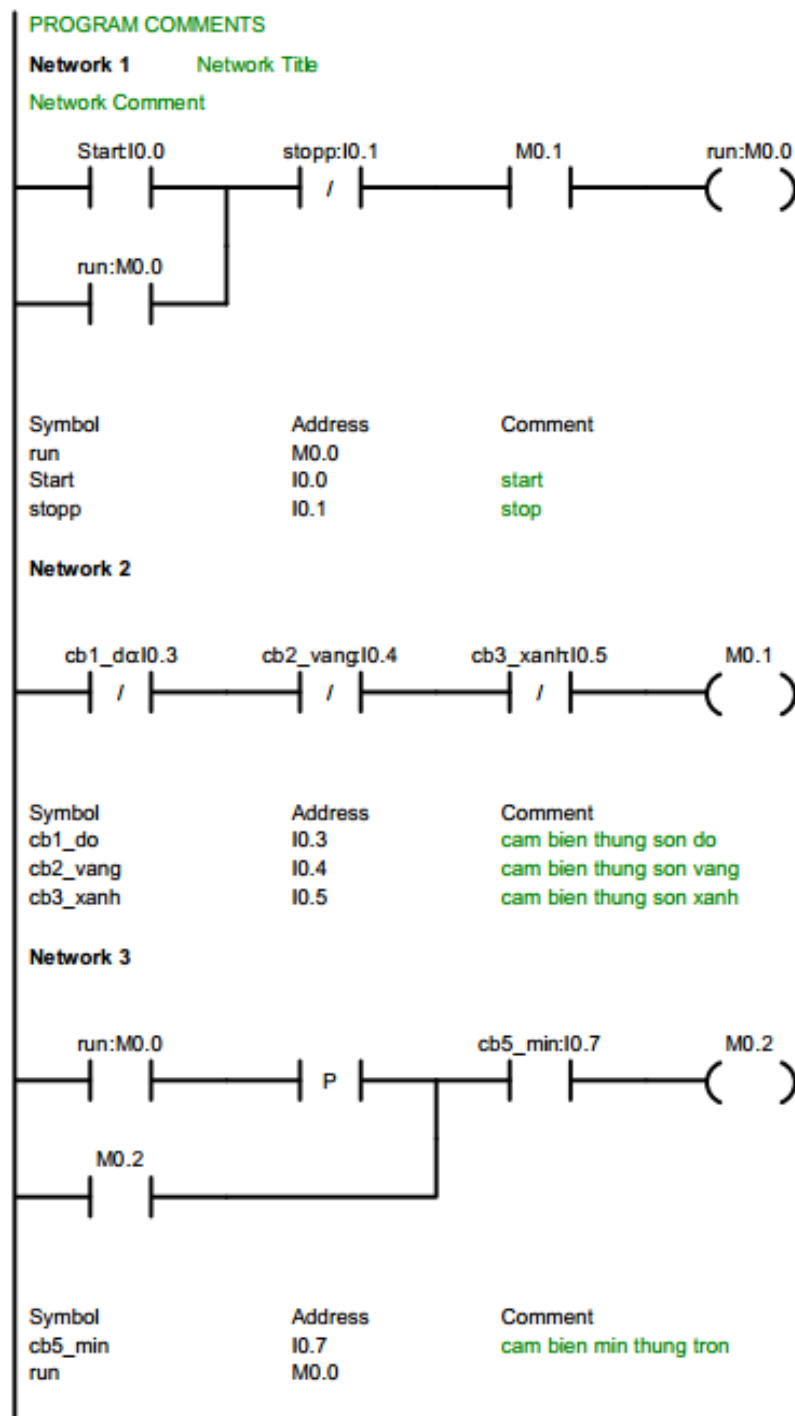 PROGRAM COMMENTS
Network 1 Network Title
Network Comment
Start:I0.0 stopp:I0.1 M0.1 run:M0.0
/
run:M0.0
Symbol Address Comment
run M0.0
Start I0.0 start
stopp I0.1 stop
Network 2
cb1_do:I0.3 cb2_vang:I0.4 cb3_xanh:I0.5 M0.1
/ / /
Symbol Address Comment
cb1_do I0.3 cam bien thung son do
cb2_vang I0.4 cam bien thung son vang
cb3_xanh I0.5 cam bien thung son xanh
Network 3
run:M0.0 cb5_min:I0.7 M0.2
P
M0.2
Symbol Address Comment
cb5_min I0.7 cam bien min thung tron
run M0.0